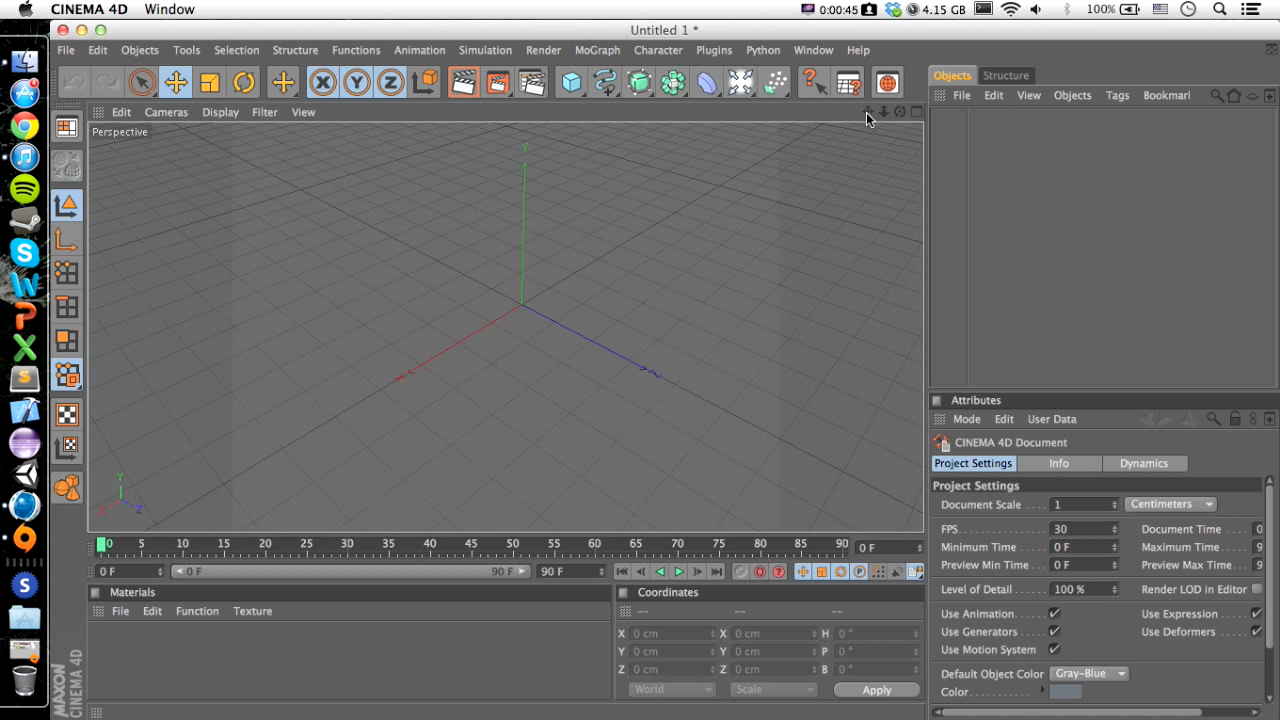 CINEMA 4D Window 0:00:45 4.15 GB 100%
Untitled 1 *
File Edit Objects Tools Selection Structure Functions Animation Simulation Render MoGraph Character Plugins Python Window Help
X Y Z
Objects Structure
File Edit View Objects Tags Bookmarl
Edit Cameras Display Filter View
Perspective
Y
X
Z
Y
X Z
0 5 10 15 20 25 30 35 40 45 50 55 60 65 70 75 80 85 90
0 F
0 F 0 F 90 F 90 F
Materials
File Edit Function Texture
Coordinates
-- -- --
X 0 cm X 0 cm H 0 °
Y 0 cm Y 0 cm P 0 °
Z 0 cm Z 0 cm B 0 °
World Scale Apply
Attributes
Mode Edit User Data
CINEMA 4D Document
Project Settings Info Dynamics
Project Settings
Document Scale 1 Centimeters
FPS 30 Document Time 0
Minimum Time 0 F Maximum Time 9
Preview Min Time 0 F Preview Max Time 9
Level of Detail 100 % Render LOD in Editor
Use Animation Use Expression
Use Generators Use Deformers
Use Motion System
Default Object Color Gray-Blue
Color
MAXON
CINEMA 4D